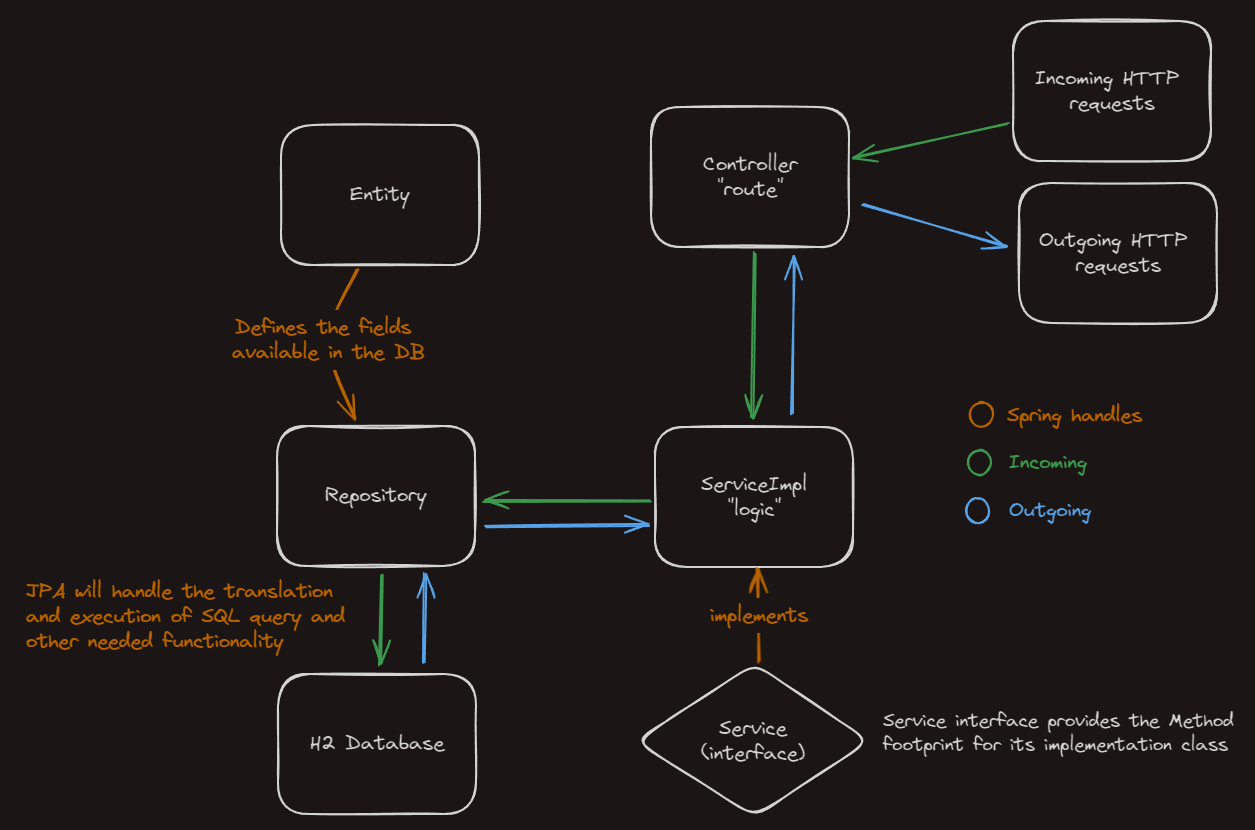 Incoming HTTP
requests
Controller
"route"
Entity
Outgoing HTTP
requests
Defines the fields
available in the DB
Spring handles
Incoming
Outgoing
Repository
ServiceImpl
"logic"
JPA will handle the translation
and execution of SQL query and
other needed functionality
implements
H2 Database
Service
(interface)
Service interface provides the Method
footprint for its implementation class